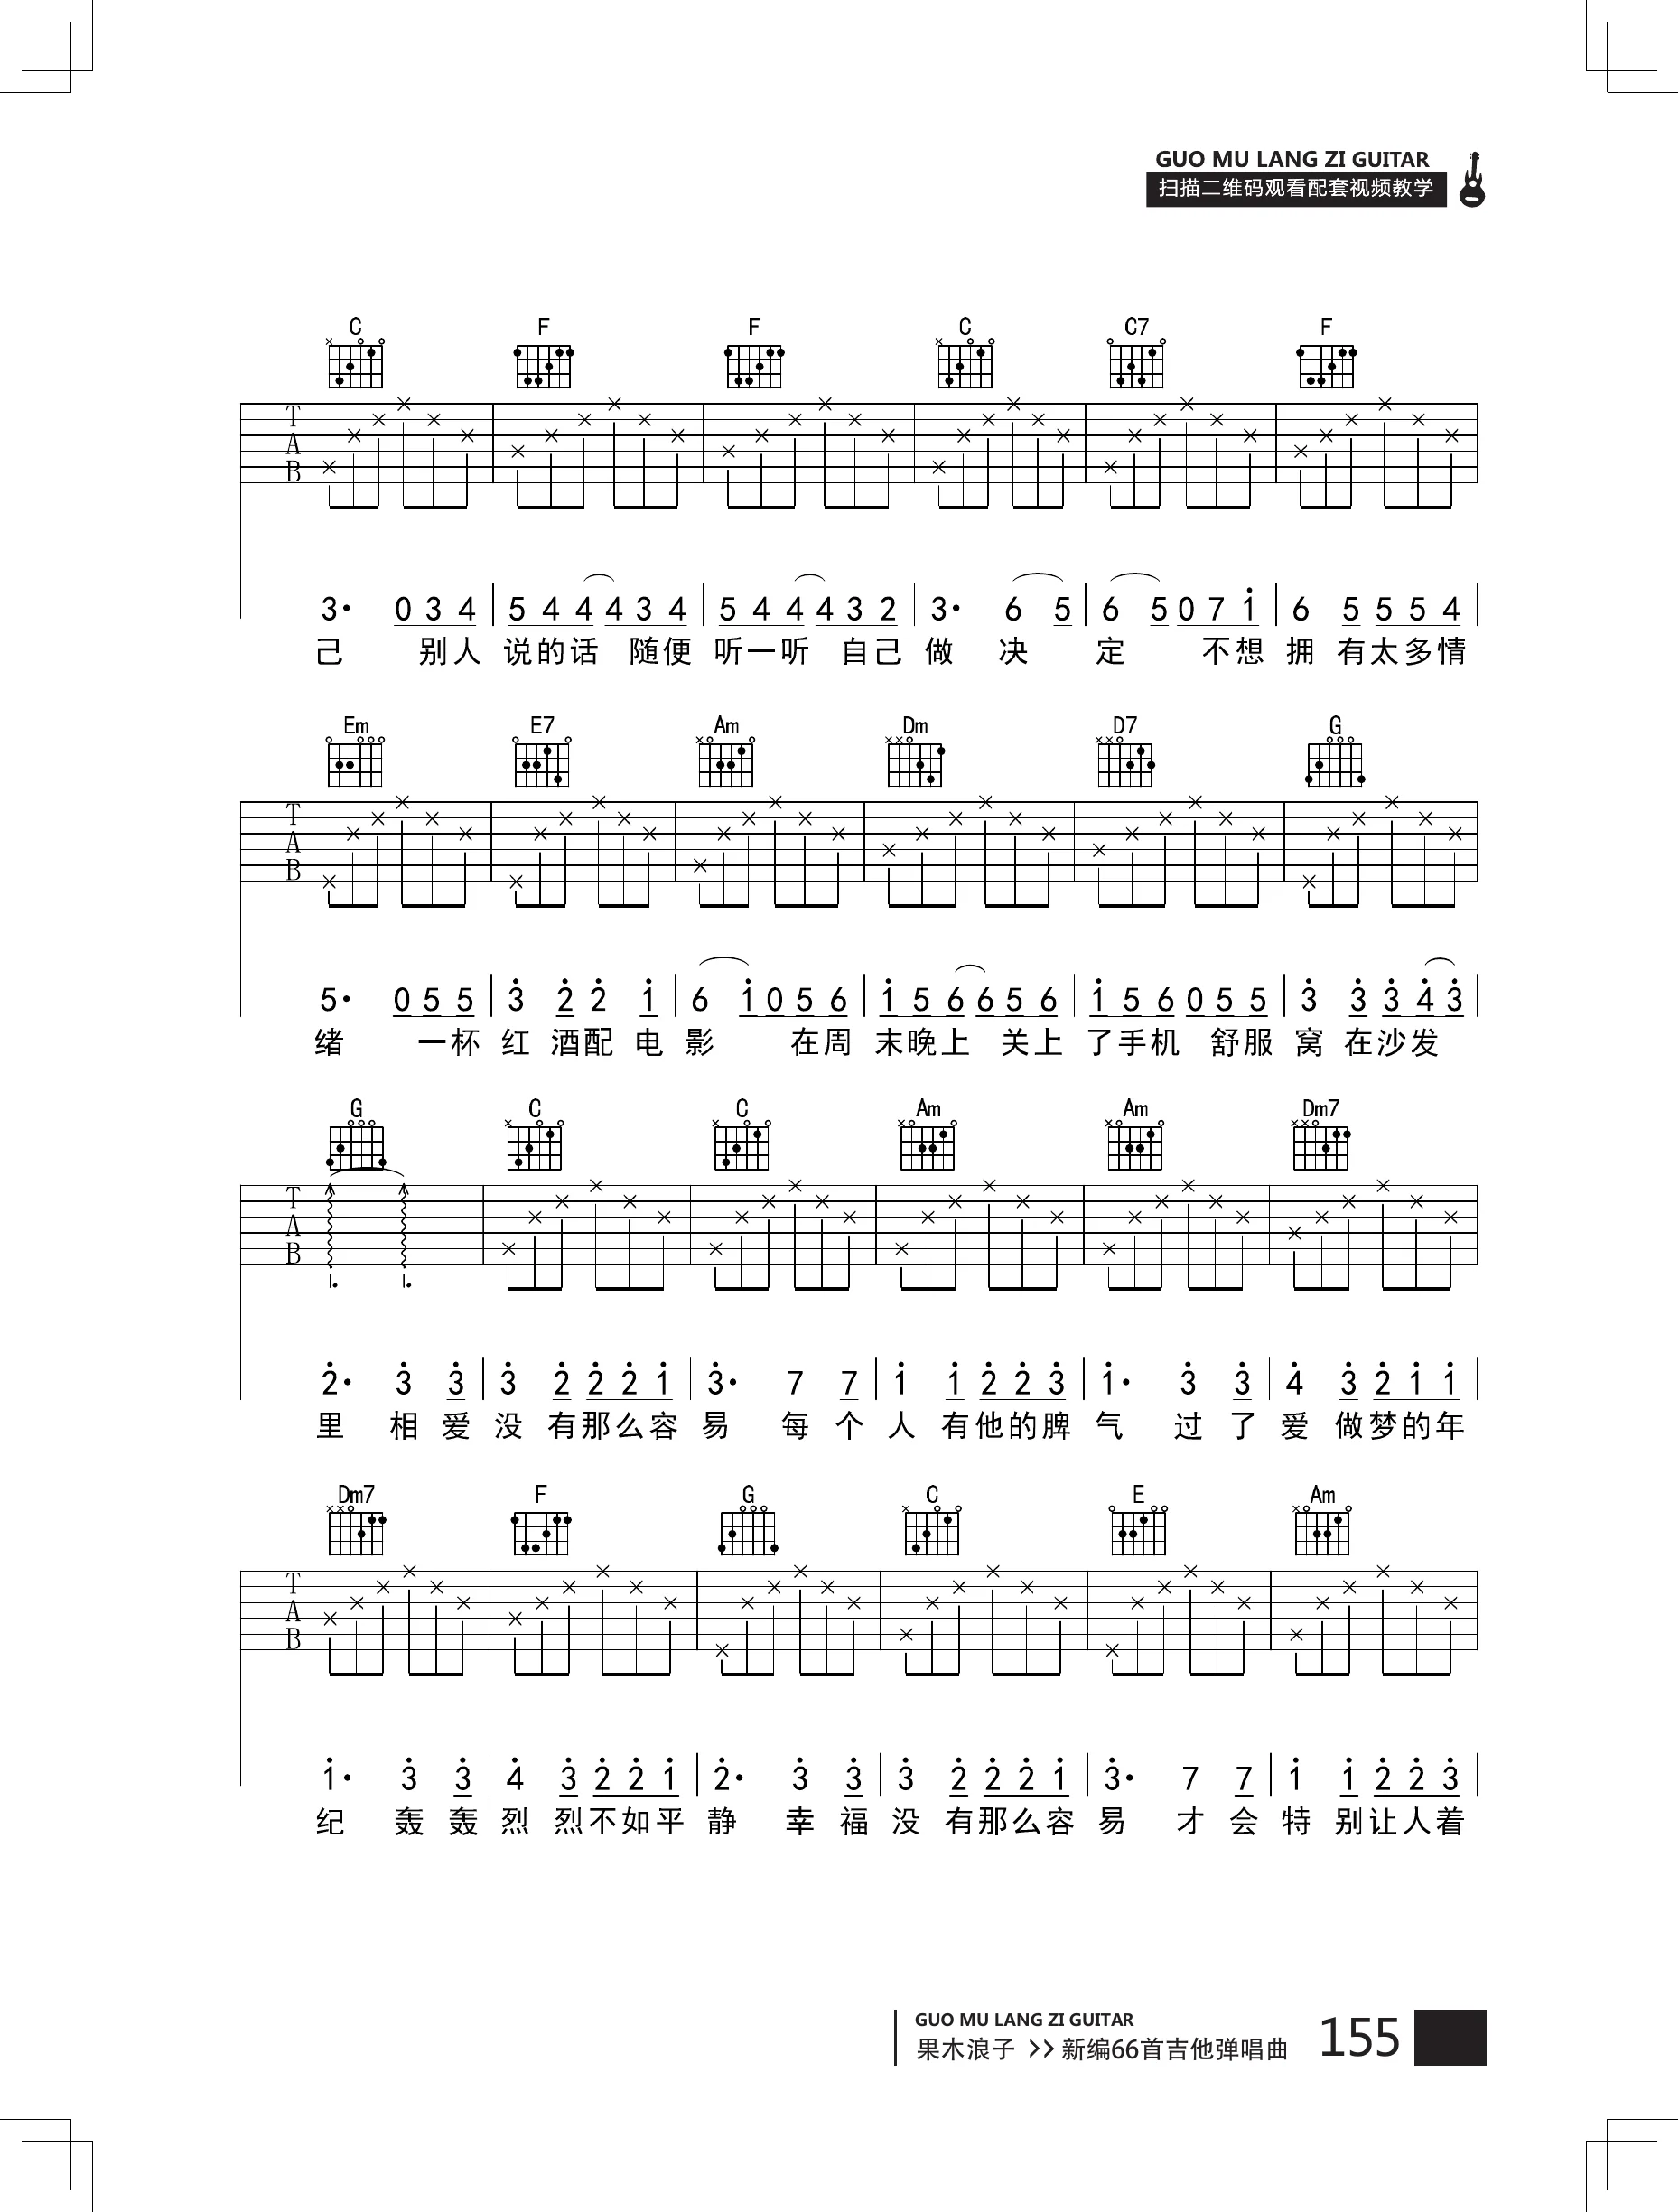 GUO MU LANG ZI GUITAR
扫描二维码观看配套视频教学
C F F C C7 F
T
A
B
3· 0 3 4 | 5 4 4 4 3 4 | 5 4 4 4 3 2 | 3· 6 5 | 6 5 0 7 1̇ | 6 5 5 5 4 |
己 别人 说的话 随便 听一听 自己 做 决 定 不想 拥 有太多情
Em E7 Am Dm D7 G
T
A
B
5· 0 5 5 | 3̇ 2̇ 2̇ 1̇ | 6 1̇ 0 5 6 | 1̇ 5 6 6 5 6 | 1̇ 5 6 0 5 5 | 3̇ 3̇ 3̇ 4̇ 3̇ |
绪 一杯 红 酒配 电 影 在周 末晚上 关上 了手机 舒服 窝 在沙发
G C C Am Am Dm7
T
A
B
2̇· 3̇ 3̇ | 3̇ 2̇ 2̇ 2̇ 1̇ | 3̇· 7 7 | 1̇ 1̇ 2̇ 2̇ 3̇ | 1̇· 3̇ 3̇ | 4̇ 3̇ 2̇ 1̇ 1̇ |
里 相 爱 没 有那么容 易 每 个 人 有他的脾 气 过 了 爱 做梦的年
Dm7 F G C E Am
T
A
B
1̇· 3̇ 3̇ | 4̇ 3̇ 2̇ 2̇ 1̇ | 2̇· 3̇ 3̇ | 3̇ 2̇ 2̇ 2̇ 1̇ | 3̇· 7 7 | 1̇ 1̇ 2̇ 2̇ 3̇ |
纪 轰 轰 烈 烈不如平 静 幸 福 没 有那么容 易 才 会 特 别让人着
GUO MU LANG ZI GUITAR
果木浪子 >> 新编66首吉他弹唱曲 155